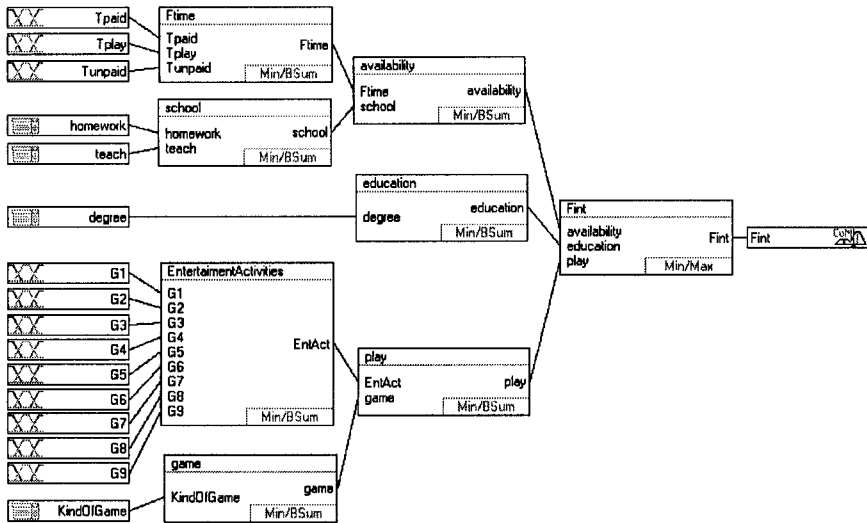 Tpaid
Tplay
Tunpaid
Ftime
Tpaid
Tplay
Tunpaid
Ftime
Min/BSum
homework
teach
school
homework
teach
school
Min/BSum
availability
Ftime
school
availability
Min/BSum
degree
education
degree
education
Min/BSum
G1
G2
G3
G4
G5
G6
G7
G8
G9
EntertaimentActivities
G1
G2
G3
G4
G5
G6
G7
G8
G9
EntAct
Min/BSum
KindOfGame
game
KindOfGame
game
Min/BSum
play
EntAct
game
play
Min/BSum
Fint
availability
education
play
Fint
Min/Max
Fint
CoM